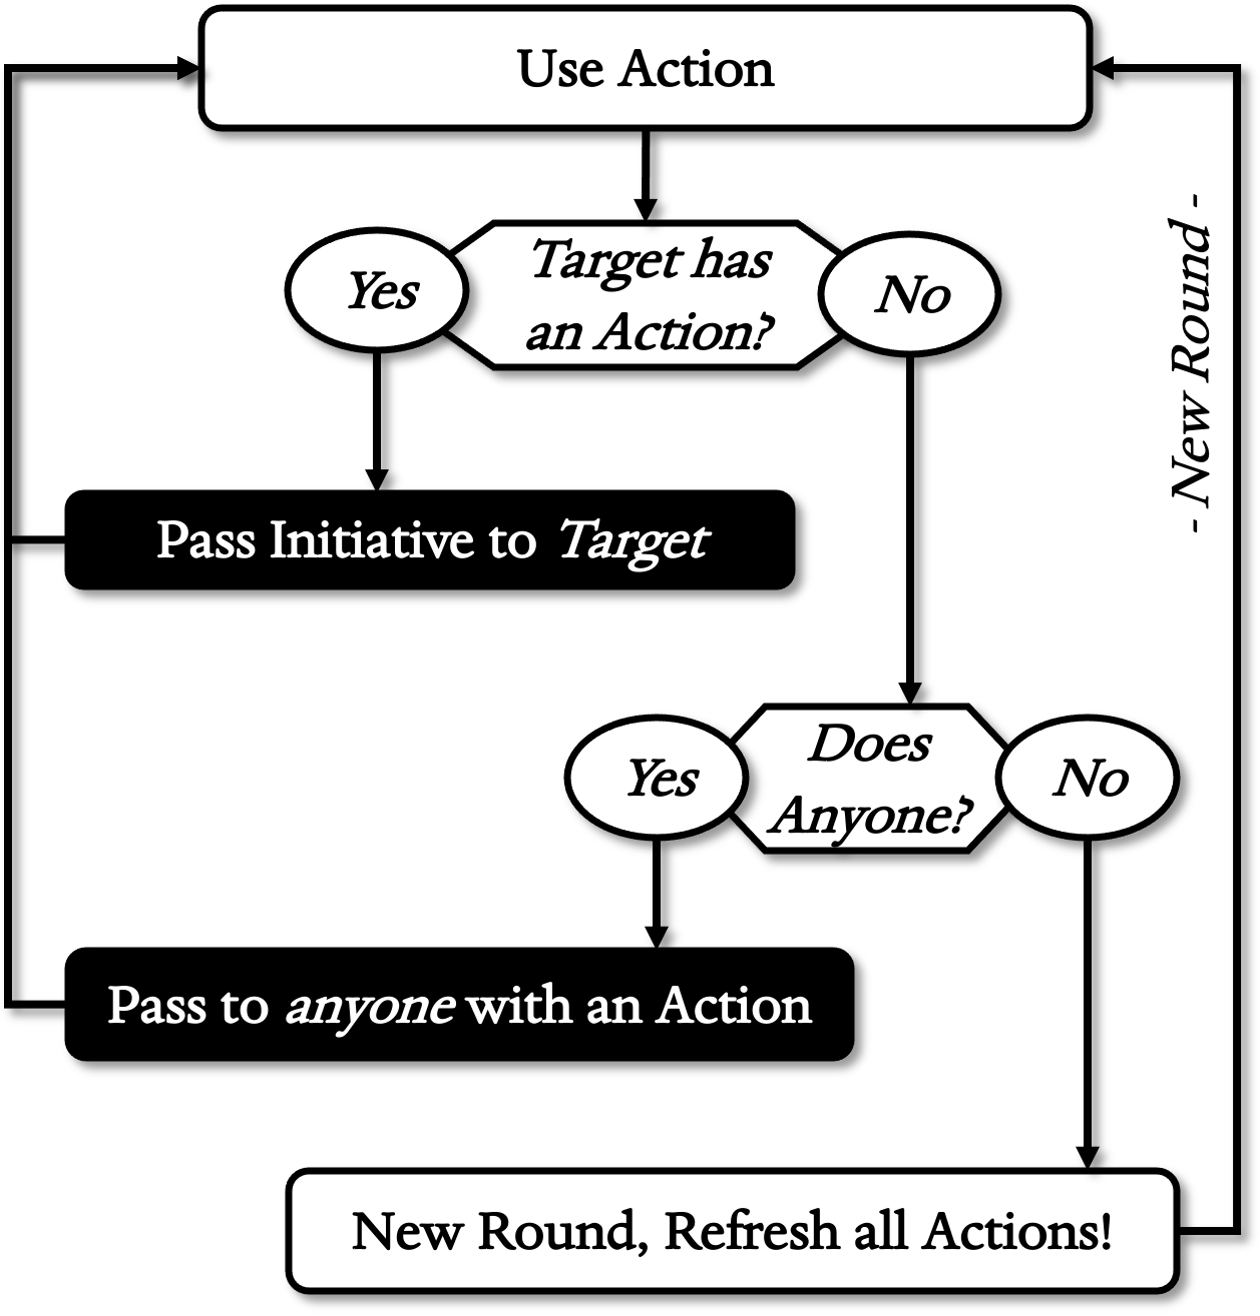 Use Action
Target has
an Action?
Yes
No
- New Round -
Pass Initiative to Target
Does
Anyone?
Yes
No
Pass to anyone with an Action
New Round, Refresh all Actions!